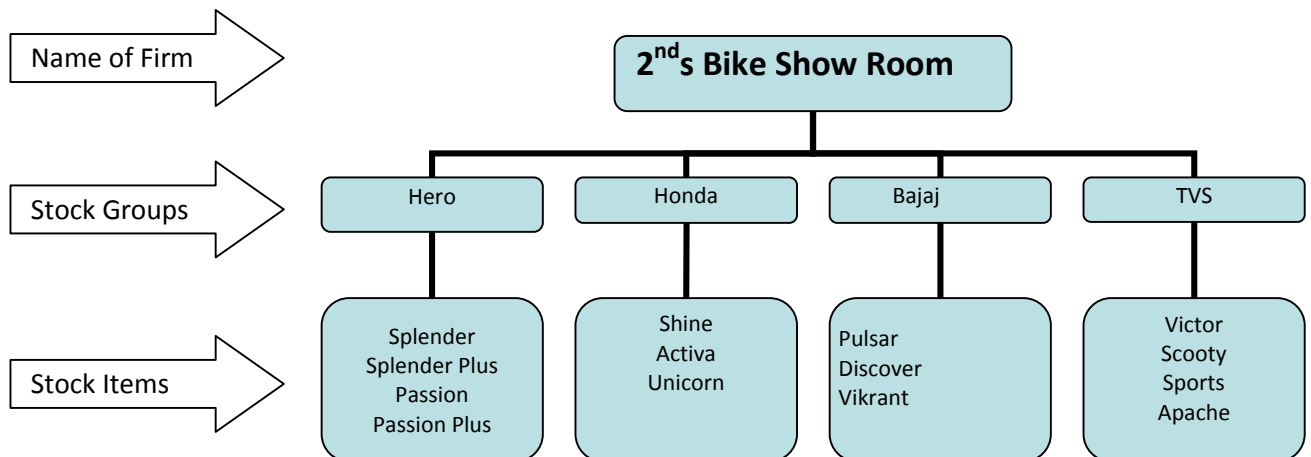 Name of Firm
2nd's Bike Show Room
Stock Groups
Hero
Honda
Bajaj
TVS
Stock Items
Splender
Splender Plus
Passion
Passion Plus
Shine
Activa
Unicorn
Pulsar
Discover
Vikrant
Victor
Scooty
Sports
Apache